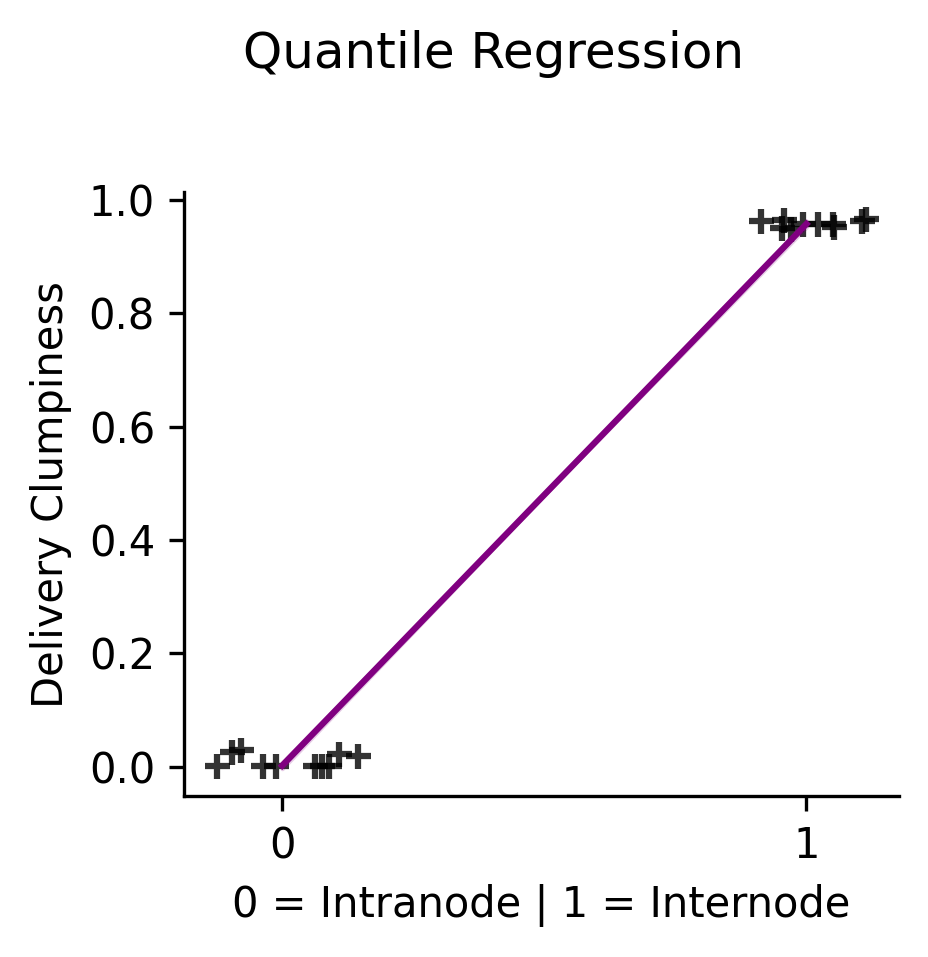 Quantile Regression
1.0
0.8
0.6
0.4
0.2
0.0
Delivery Clumpiness
0 1
0 = Intranode | 1 = Internode